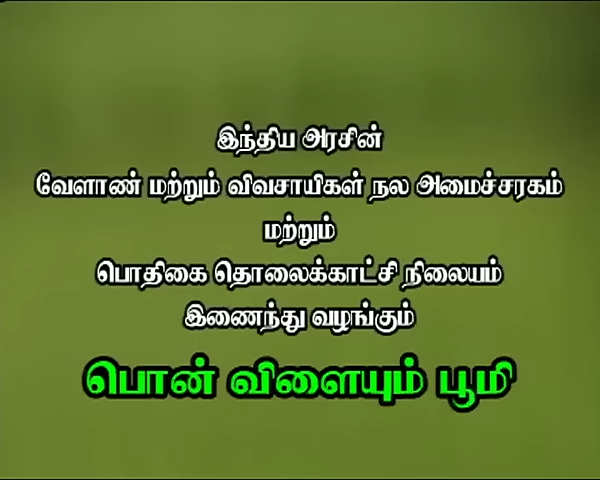 இந்திய அரசின்
வேளாண் மற்றும் விவசாயிகள் நல அமைச்சரகம்
மற்றும்
பொதிகை தொலைக்காட்சி நிலையம்
இணைந்து வழங்கும்
பொன் விளையும் பூமி